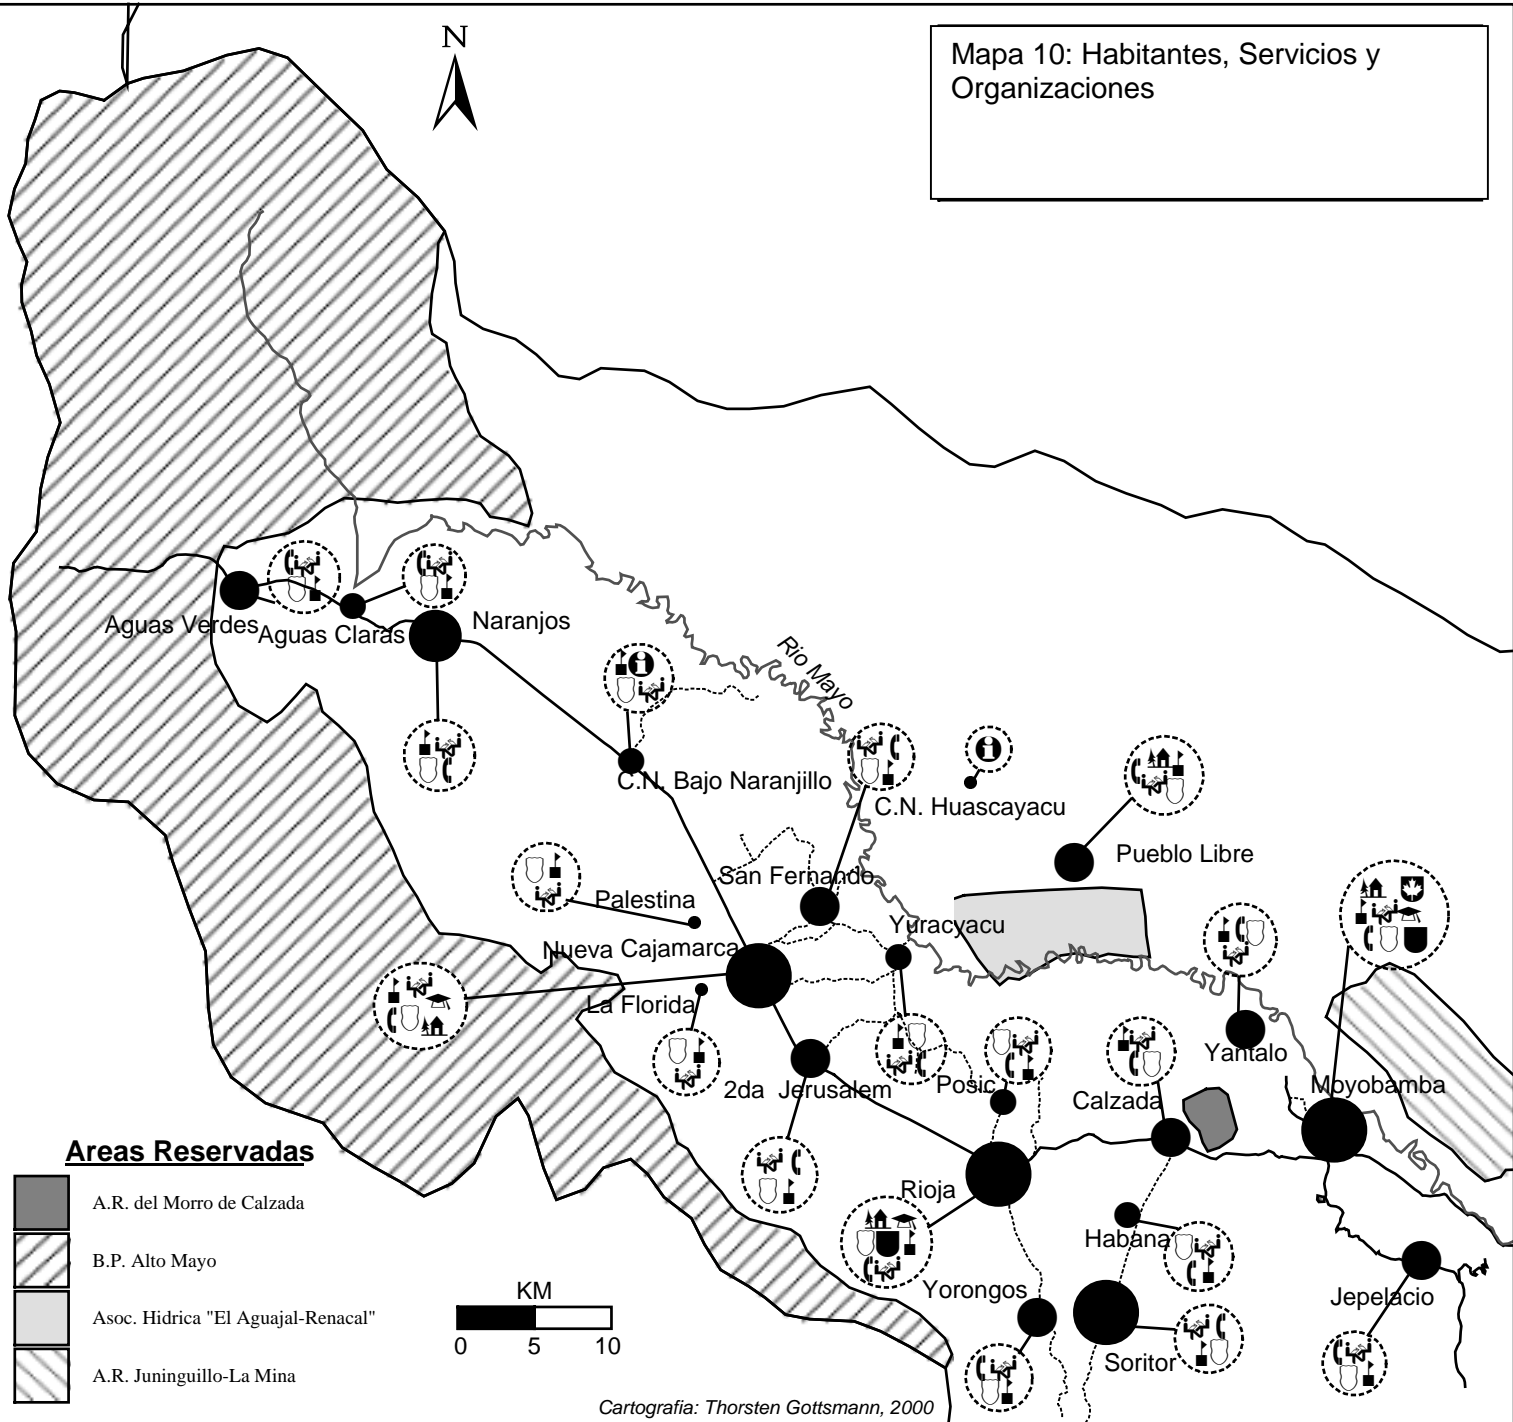 N
Mapa 10: Habitantes, Servicios y
Organizaciones
Aguas Verdes
Aguas Claras
Naranjos
Rio Mayo
C.N. Bajo Naranjillo
C.N. Huascayacu
Pueblo Libre
San Fernando
Palestina
Yuracyacu
Nueva Cajamarca
La Florida
Yantalo
2da Jerusalem
Posic
Calzada
Moyobamba
Areas Reservadas
A.R. del Morro de Calzada
B.P. Alto Mayo
Asoc. Hidrica "El Aguajal-Renacal"
A.R. Juninguillo-La Mina
Rioja
Habana
Yorongos
Jepelacio
Soritor
KM
0 5 10
Cartografia: Thorsten Gottsmann, 2000